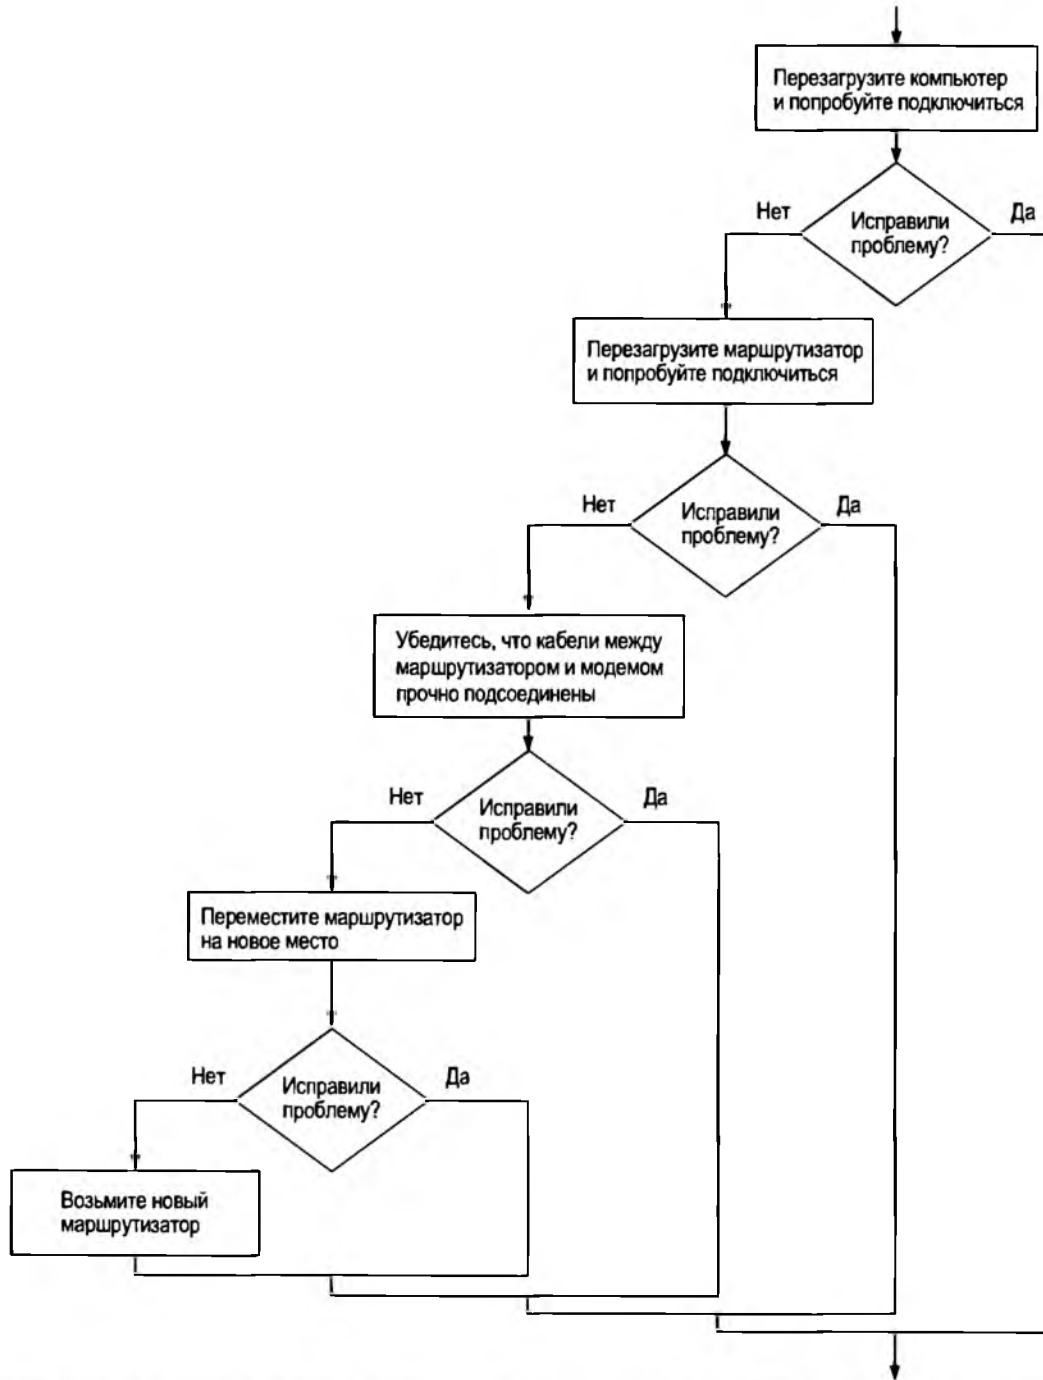 Перезагрузите компьютер
и попробуйте подключиться
Нет
Исправили
проблему?
Да
Перезагрузите маршрутизатор
и попробуйте подключиться
Нет
Исправили
проблему?
Да
Убедитесь, что кабели между
маршрутизатором и модемом
прочно подсоединены
Нет
Исправили
проблему?
Да
Переместите маршрутизатор
на новое место
Нет
Исправили
проблему?
Да
Возьмите новый
маршрутизатор